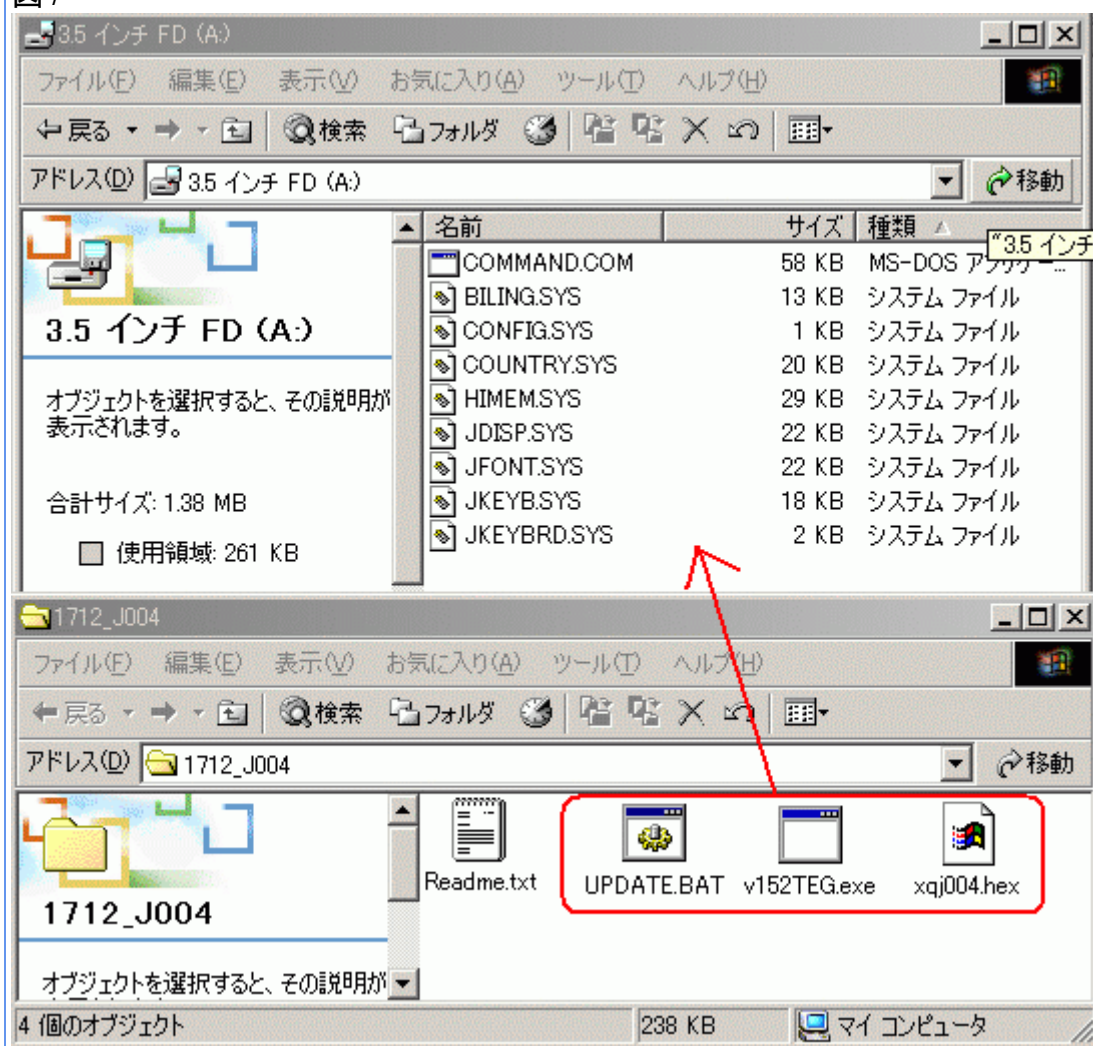 図7
3.5 インチ FD (A:)
ファイル(F) 編集(E) 表示(V) お気に入り(A) ツール(T) ヘルプ(H)
戻る 検索 フォルダ
アドレス(D) 3.5 インチ FD (A:) 移動
名前 サイズ 種類
"3.5 インチ
COMMAND.COM 58 KB MS-DOS
BILING.SYS 13 KB システム ファイル
3.5 インチ FD (A:)
CONFIG.SYS 1 KB システム ファイル
COUNTRY.SYS 20 KB システム ファイル
オブジェクトを選択すると、その説明が
表示されます。
HIMEM.SYS 29 KB システム ファイル
JDISP.SYS 22 KB システム ファイル
JFONT.SYS 22 KB システム ファイル
合計サイズ: 1.38 MB
JKEYB.SYS 18 KB システム ファイル
使用領域: 261 KB
JKEYBRD.SYS 2 KB システム ファイル
1712_J004
ファイル(F) 編集(E) 表示(V) お気に入り(A) ツール(T) ヘルプ(H)
戻る 検索 フォルダ
アドレス(D) 1712_J004 移動
Readme.txt UPDATE.BAT v152TEG.exe xqj004.hex
1712_J004
オブジェクトを選択すると、その説明が
4 個のオブジェクト 238 KB マイ コンピュータ